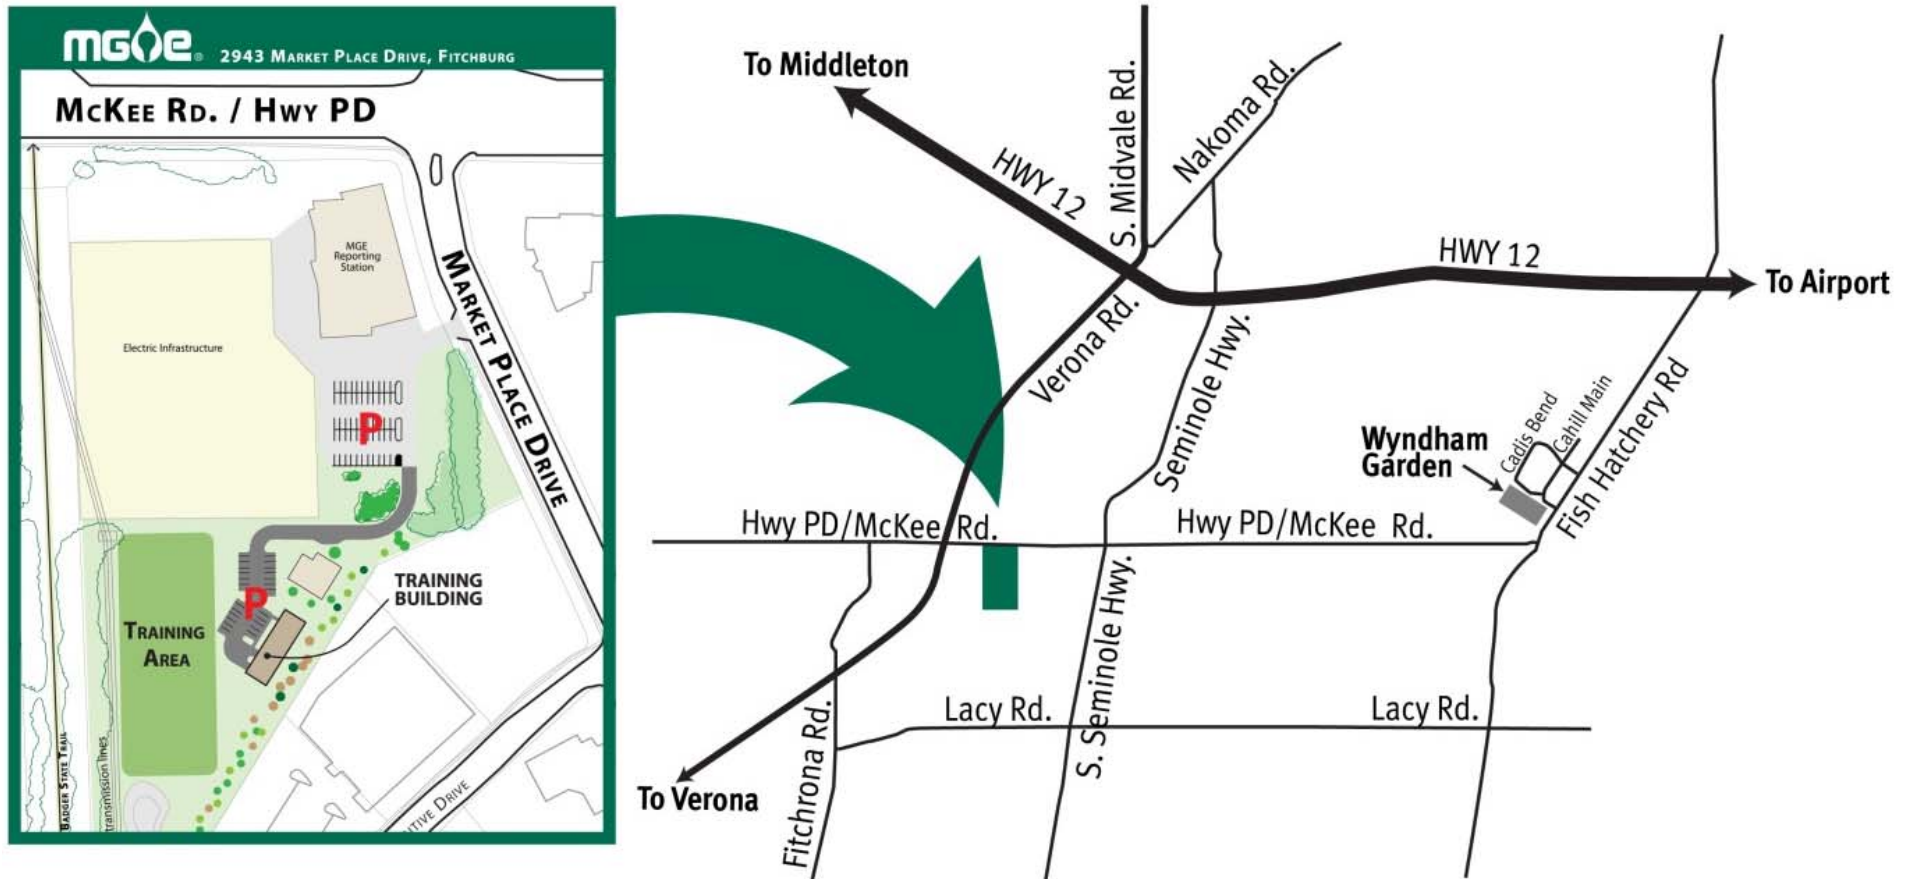 MGE® 2943 MARKET PLACE DRIVE, FITCHBURG
MCKEE RD. / HWY PD
MGE
Reporting
Station
Electric Infrastructure
MARKET PLACE DRIVE
P
P
TRAINING
BUILDING
TRAINING
AREA
BADGER STATE TRAIL
transmission lines
DRIVE
To Middleton
HWY 12
S. Midvale Rd.
Nakoma Rd.
HWY 12
To Airport
Verona Rd.
Seminole Hwy.
Wyndham
Garden
Cadis Bend
Cahill Main
Fish Hatchery Rd
Hwy PD/McKee Rd.
Hwy PD/McKee Rd.
S. Seminole Hwy.
Lacy Rd.
Lacy Rd.
Fitchrona Rd.
To Verona